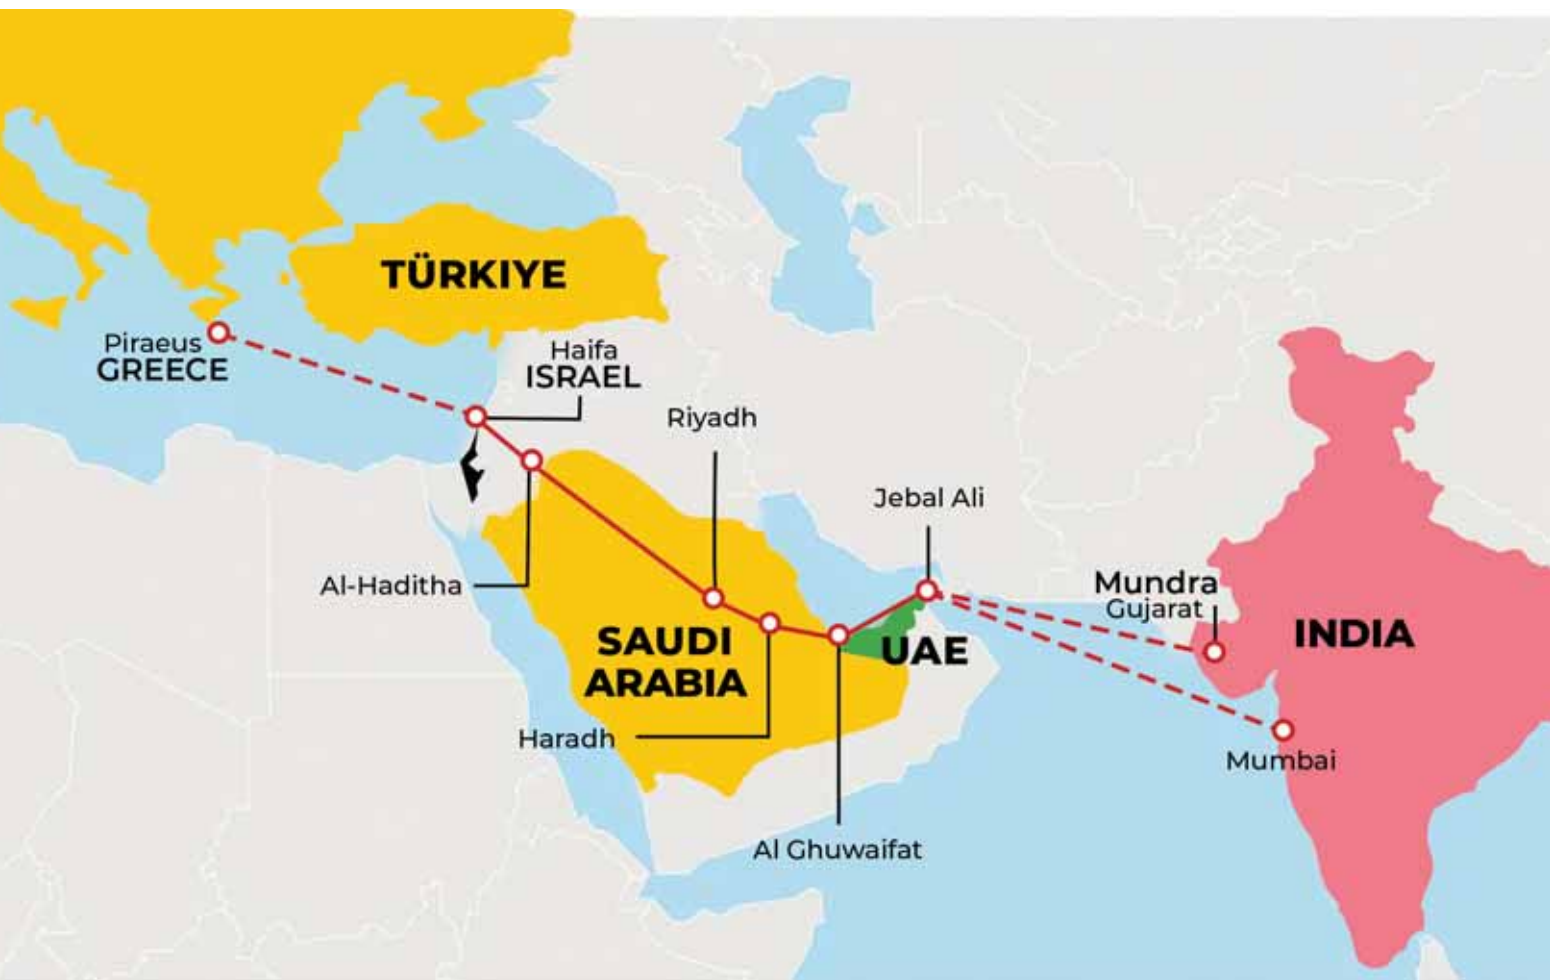 TÜRKIYE
Piraeus
GREECE
Haifa
ISRAEL
Riyadh
Jebal Ali
Al-Haditha
Mundra
Gujarat
INDIA
SAUDI
ARABIA
UAE
Haradh
Mumbai
Al Ghuwaifat